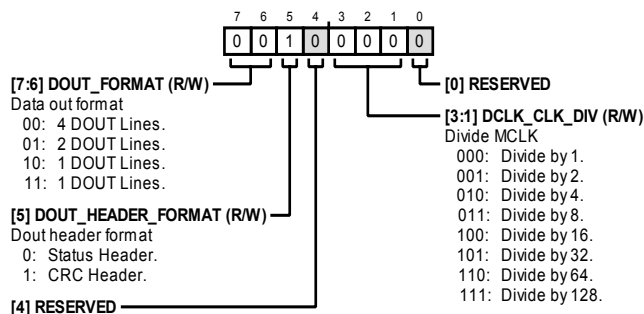 7 6 5 4 3 2 1 0
0 0 1 0 0 0 0 0
[7:6] DOUT_FORMAT (R/W)
Data out format
00: 4 DOUT Lines.
01: 2 DOUT Lines.
10: 1 DOUT Lines.
11: 1 DOUT Lines.
[5] DOUT_HEADER_FORMAT (R/W)
Dout header format
0: Status Header.
1: CRC Header.
[4] RESERVED
[0] RESERVED
[3:1] DCLK_CLK_DIV (R/W)
Divide MCLK
000: Divide by 1.
001: Divide by 2.
010: Divide by 4.
011: Divide by 8.
100: Divide by 16.
101: Divide by 32.
110: Divide by 64.
111: Divide by 128.